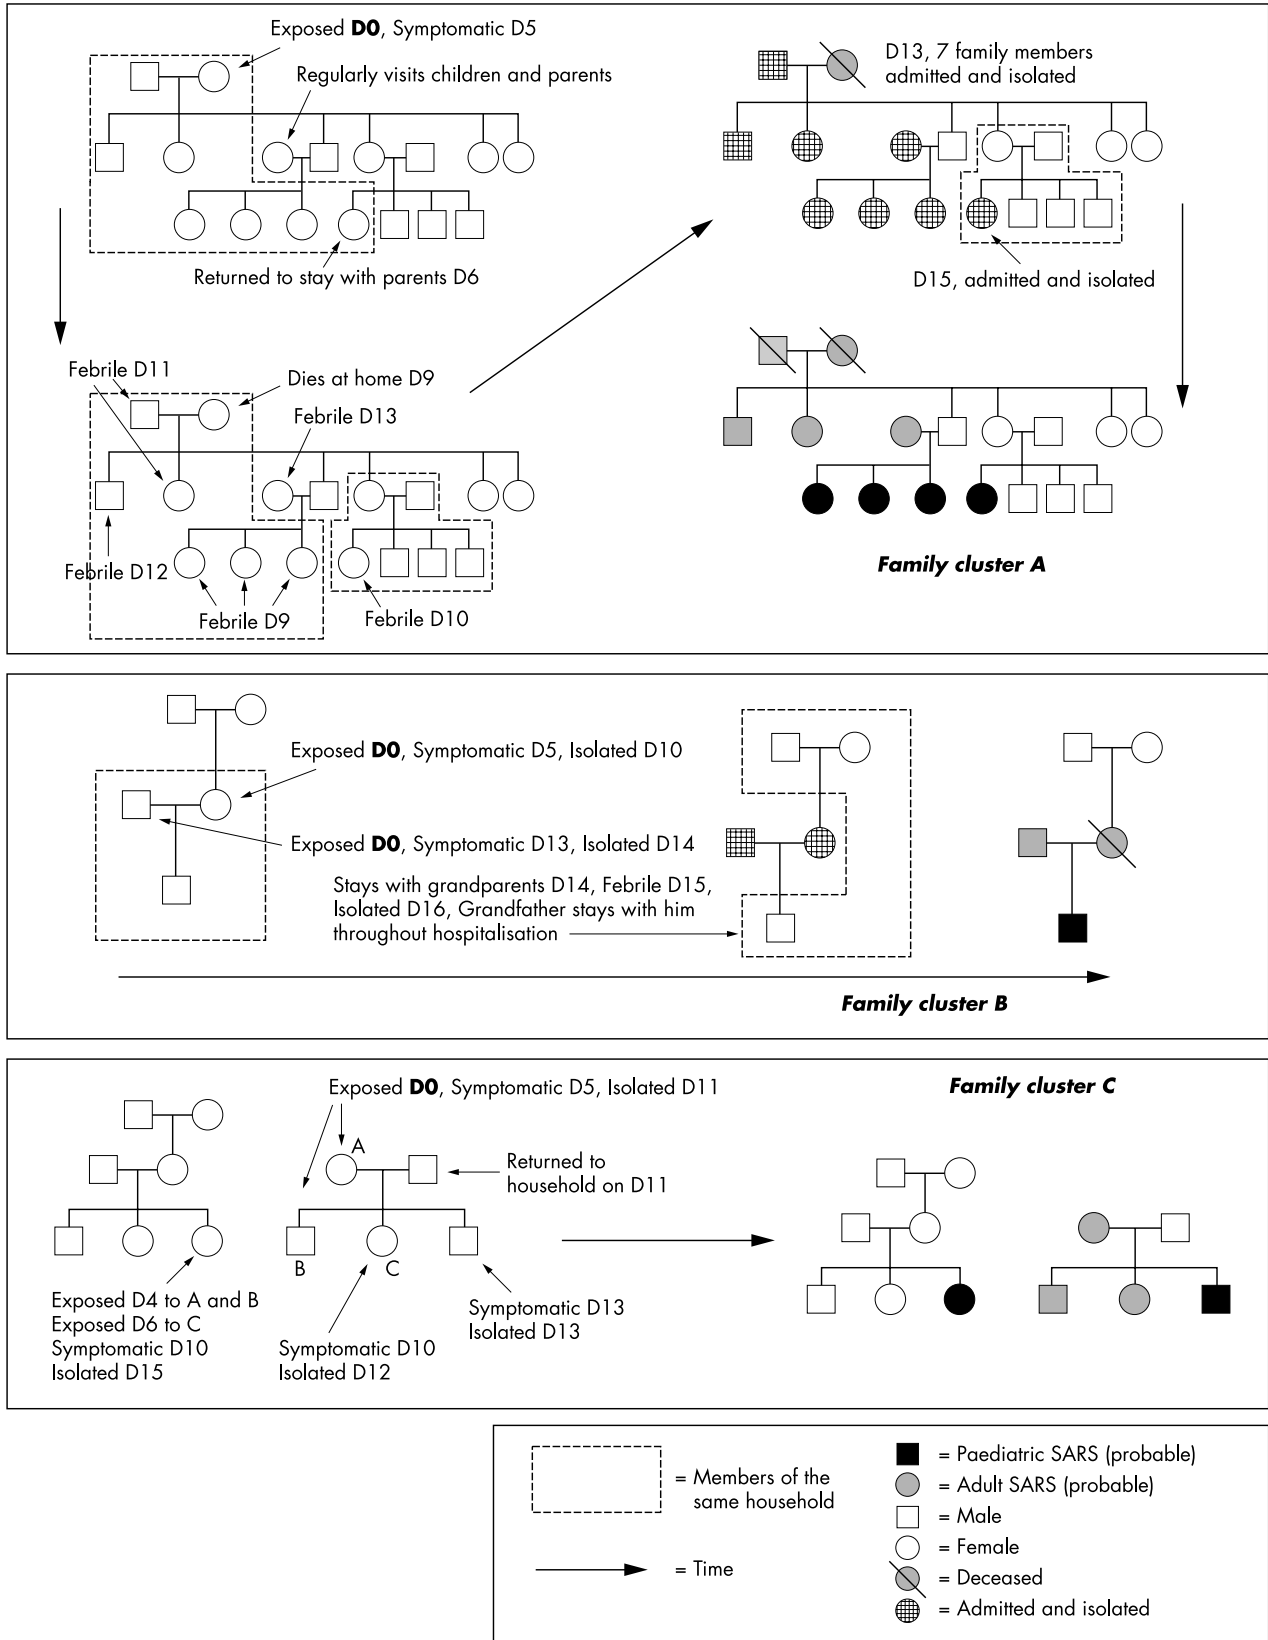 Exposed D0, Symptomatic D5
Regularly visits children and parents
Returned to stay with parents D6
Febrile D11
Dies at home D9
Febrile D13
Febrile D12
Febrile D9
Febrile D10
D13, 7 family members
admitted and isolated
D15, admitted and isolated
Family cluster A
Exposed D0, Symptomatic D5, Isolated D10
Exposed D0, Symptomatic D13, Isolated D14
Stays with grandparents D14, Febrile D15,
Isolated D16, Grandfather stays with him
throughout hospitalisation
Family cluster B
Exposed D0, Symptomatic D5, Isolated D11
Family cluster C
A
Returned to
household on D11
B
C
Exposed D4 to A and B
Exposed D6 to C
Symptomatic D10
Isolated D15
Symptomatic D10
Isolated D12
Symptomatic D13
Isolated D13
= Members of the
same household
= Time
= Paediatric SARS (probable)
= Adult SARS (probable)
= Male
= Female
= Deceased
= Admitted and isolated